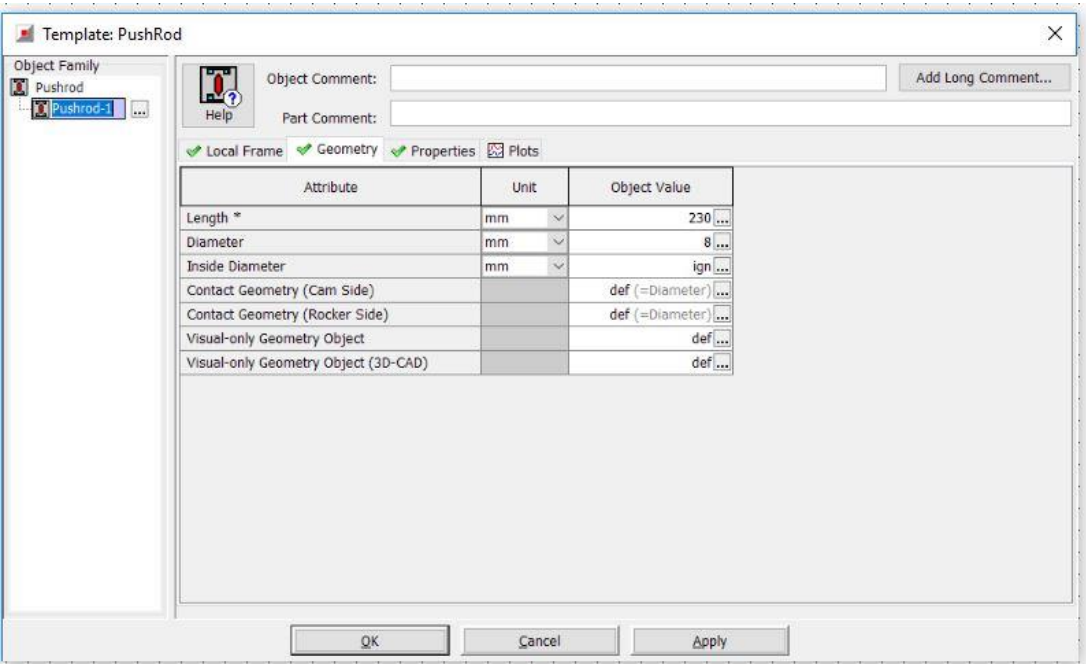 Template: PushRod
Object Family
Pushrod
Pushrod-1
...
Help
Object Comment:
Add Long Comment...
Part Comment:
Local Frame Geometry Properties Plots
Attribute Unit Object Value
Length * mm 230 ...
Diameter mm 8 ...
Inside Diameter mm ign ...
Contact Geometry (Cam Side) def (=Diameter) ...
Contact Geometry (Rocker Side) def (=Diameter) ...
Visual-only Geometry Object def ...
Visual-only Geometry Object (3D-CAD) def ...
OK Cancel Apply